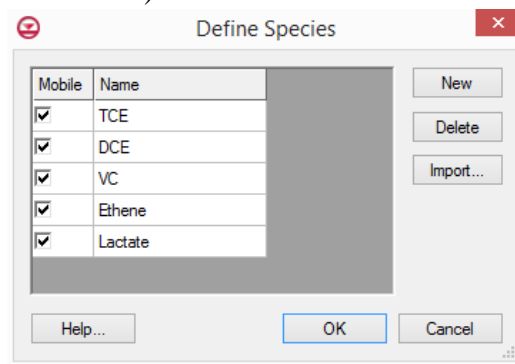 Define Species
Mobile Name
TCE
DCE
VC
Ethene
Lactate
New
Delete
Import...
Help...
OK
Cancel